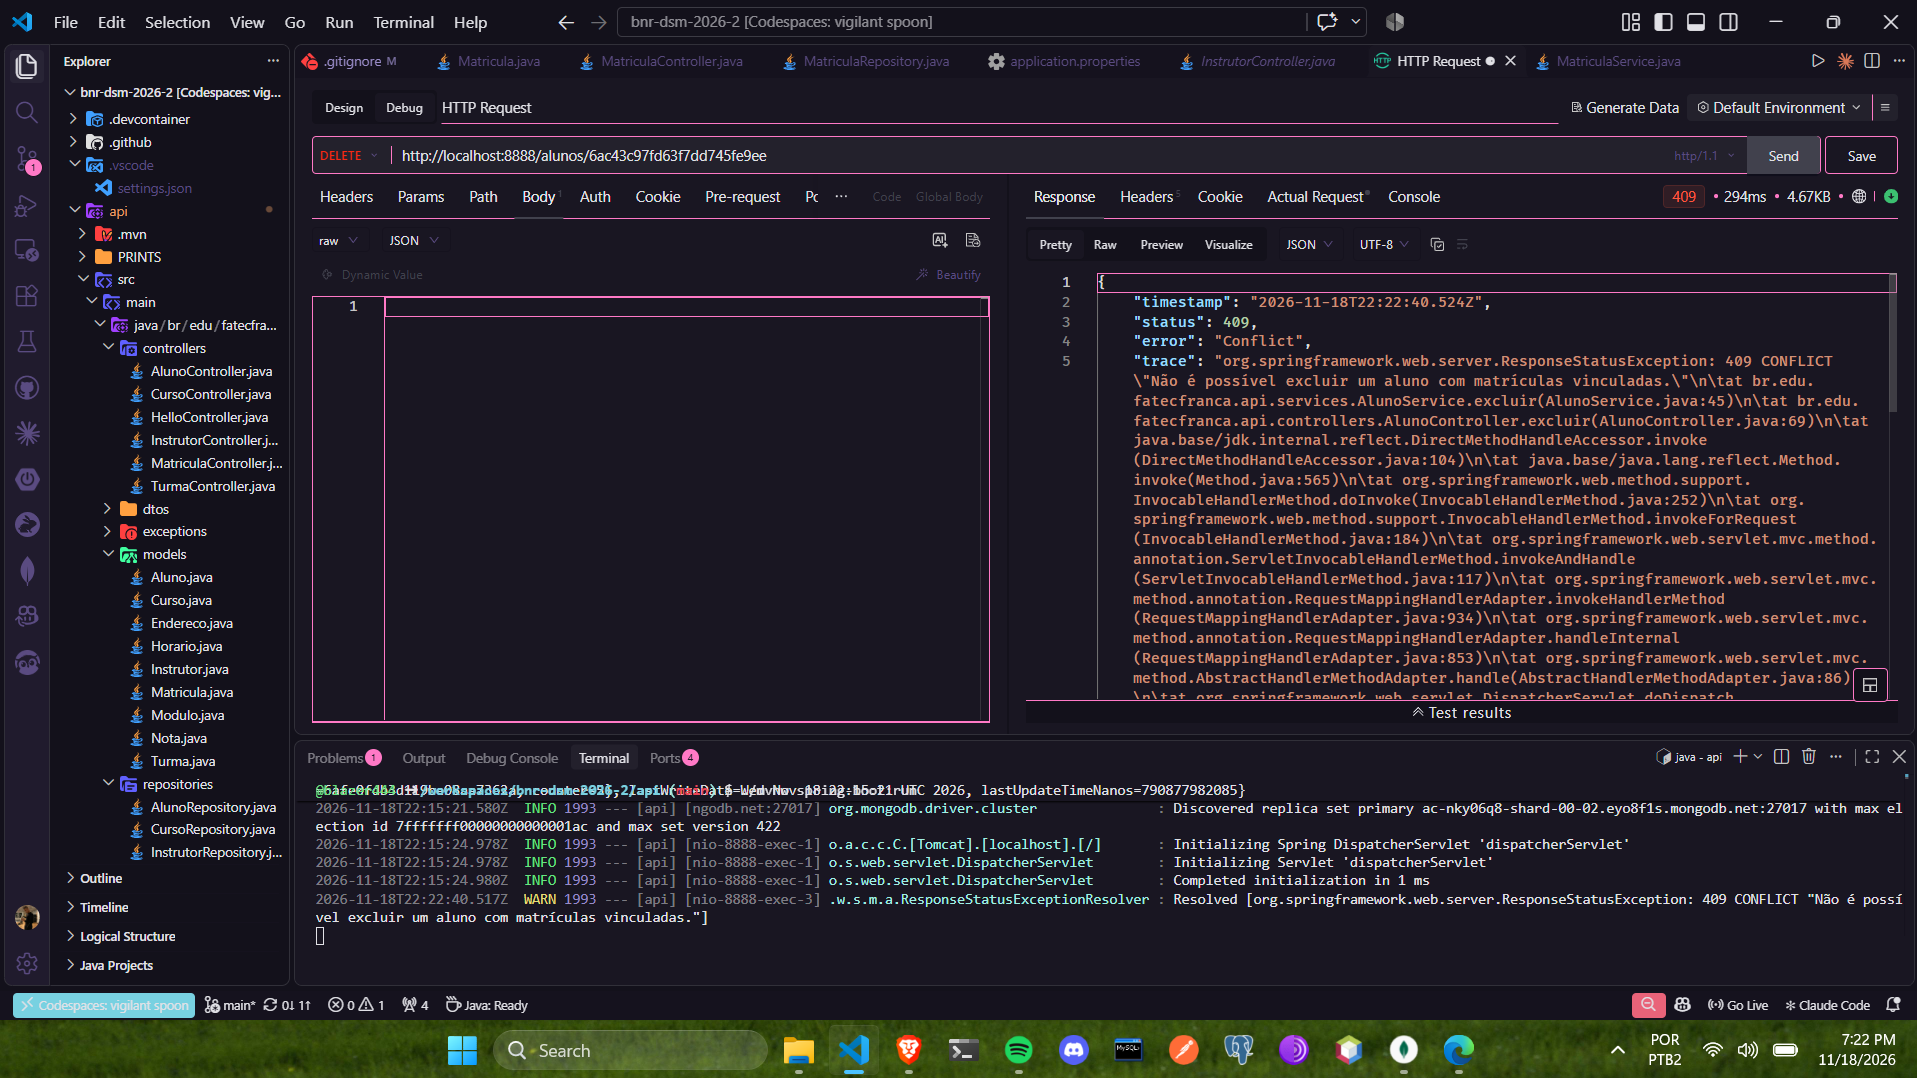 File Edit Selection View Go Run Terminal Help
bnr-dsm-2026-2 [Codespaces: vigilant spoon]
Explorer
bnr-dsm-2026-2 [Codespaces: vig...
.devcontainer
.github
.vscode
settings.json
api
.mvn
PRINTS
src
main
java/br/edu/fatecfra...
controllers
AlunoController.java
CursoController.java
HelloController.java
InstrutorController.j...
MatriculaController.j...
TurmaController.java
dtos
exceptions
models
Aluno.java
Curso.java
Endereco.java
Horario.java
Instrutor.java
Matricula.java
Modulo.java
Nota.java
Turma.java
repositories
AlunoRepository.java
CursoRepository.java
InstrutorRepository.j...
Outline
Timeline
Logical Structure
Java Projects
1
.gitignore M
Matricula.java
MatriculaController.java
MatriculaRepository.java
application.properties
InstrutorController.java
HTTP HTTP Request
MatriculaService.java
Design Debug HTTP Request
Generate Data Default Environment
DELETE http://localhost:8888/alunos/6ac43c97fd63f7dd745fe9ee http/1.1 Send Save
Headers Params Path Body 1 Auth Cookie Pre-request Pc ... Code Global Body
raw JSON
AI
Dynamic Value Beautify
1
Response Headers 5 Cookie Actual Request Console 409 294ms 4.67KB
Pretty Raw Preview Visualize JSON UTF-8
1 {
2 "timestamp": "2026-11-18T22:22:40.524Z",
3 "status": 409,
4 "error": "Conflict",
5 "trace": "org.springframework.web.server.ResponseStatusException: 409 CONFLICT
\"Não é possível excluir um aluno com matrículas vinculadas.\"\n\tat br.edu.
fatecfranca.api.services.AlunoService.excluir(AlunoService.java:45)\n\tat br.edu.
fatecfranca.api.controllers.AlunoController.excluir(AlunoController.java:69)\n\tat
java.base/jdk.internal.reflect.DirectMethodHandleAccessor.invoke
(DirectMethodHandleAccessor.java:104)\n\tat java.base/java.lang.reflect.Method.
invoke(Method.java:565)\n\tat org.springframework.web.method.support.
InvocableHandlerMethod.doInvoke(InvocableHandlerMethod.java:252)\n\tat org.
springframework.web.method.support.InvocableHandlerMethod.invokeForRequest
(InvocableHandlerMethod.java:184)\n\tat org.springframework.web.servlet.mvc.method.
annotation.ServletInvocableHandlerMethod.invokeAndHandle
(ServletInvocableHandlerMethod.java:117)\n\tat org.springframework.web.servlet.mvc.
method.annotation.RequestMappingHandlerAdapter.invokeHandlerMethod
(RequestMappingHandlerAdapter.java:934)\n\tat org.springframework.web.servlet.mvc.
method.annotation.RequestMappingHandlerAdapter.handleInternal
(RequestMappingHandlerAdapter.java:853)\n\tat org.springframework.web.servlet.mvc.
method.AbstractHandlerMethodAdapter.handle(AbstractHandlerMethodAdapter.java:86)
\n\tat org.springframework.web.servlet.DispatcherServlet.doDispatch
Test results
Problems 1 Output Debug Console Terminal Ports 4
java - api
UTC 2026, lastUpdateTimeNanos=790877982085}
2026-11-18T22:15:21.580Z INFO 1993 --- [api] [ngodb.net:27017] org.mongodb.driver.cluster : Discovered replica set primary ac-nky06q8-shard-00-02.eyo8f1s.mongodb.net:27017 with max el
ection id 7fffffff00000000000001ac and max set version 422
2026-11-18T22:15:24.978Z INFO 1993 --- [api] [nio-8888-exec-1] o.a.c.c.C.[Tomcat].[localhost].[/] : Initializing Spring DispatcherServlet 'dispatcherServlet'
2026-11-18T22:15:24.978Z INFO 1993 --- [api] [nio-8888-exec-1] o.s.web.servlet.DispatcherServlet : Initializing Servlet 'dispatcherServlet'
2026-11-18T22:15:24.980Z INFO 1993 --- [api] [nio-8888-exec-1] o.s.web.servlet.DispatcherServlet : Completed initialization in 1 ms
2026-11-18T22:22:40.517Z WARN 1993 --- [api] [nio-8888-exec-3] .w.s.m.a.ResponseStatusExceptionResolver : Resolved [org.springframework.web.server.ResponseStatusException: 409 CONFLICT "Não é possí
vel excluir um aluno com matrículas vinculadas."]
Codespaces: vigilant spoon main* 0↓ 1↑ 0 1 4 Java: Ready
Go Live Claude Code
Search
MySQL
POR
PTB2
7:22 PM
11/18/2026